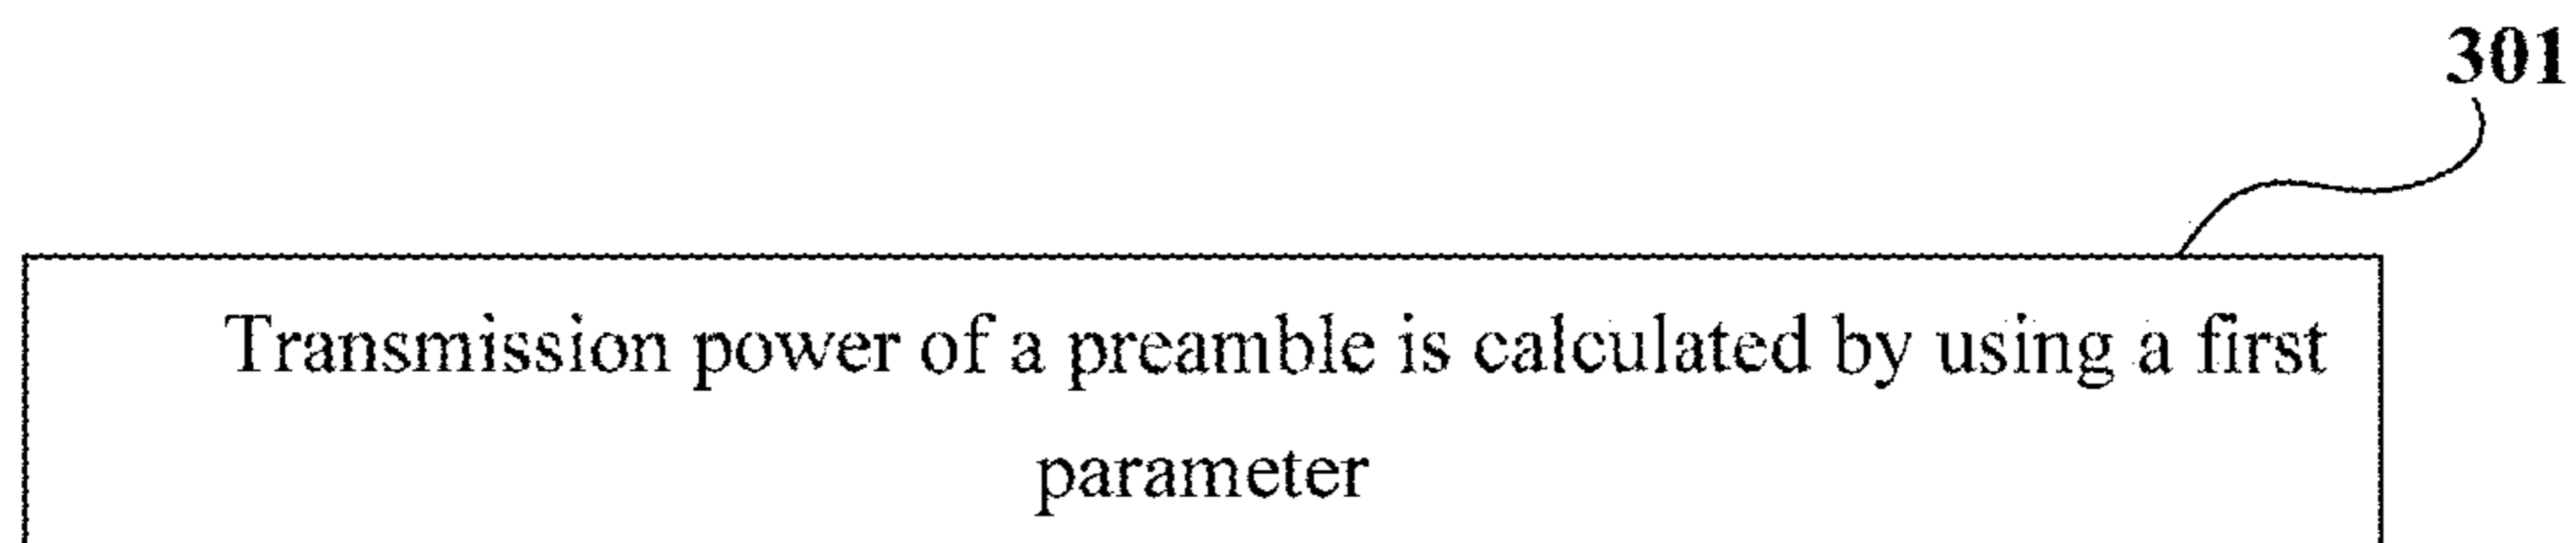 301
Transmission power of a preamble is calculated by using a first
parameter